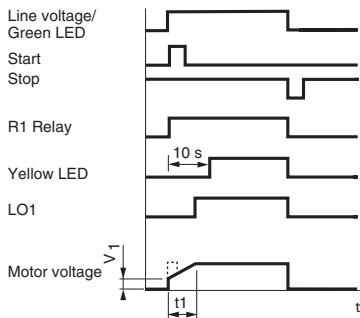 Line voltage/
Green LED
Start
Stop
R1 Relay
10 s
Yellow LED
LO1
V1
Motor voltage
t1
t